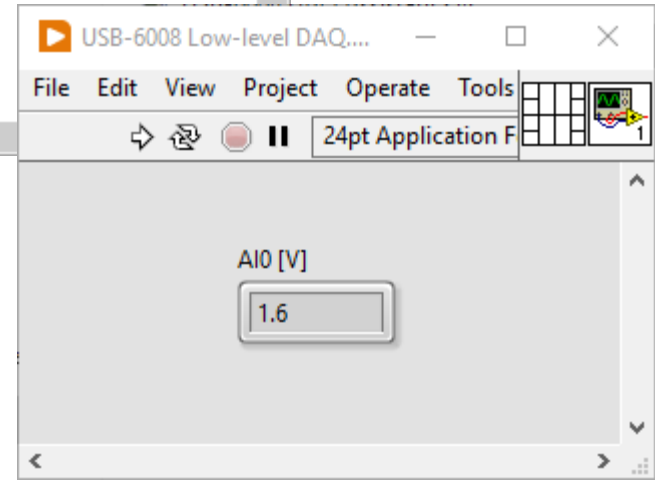 USB-6008 Low-level DAQ....
File Edit View Project Operate Tools
24pt Application F
1
AI0 [V]
1.6